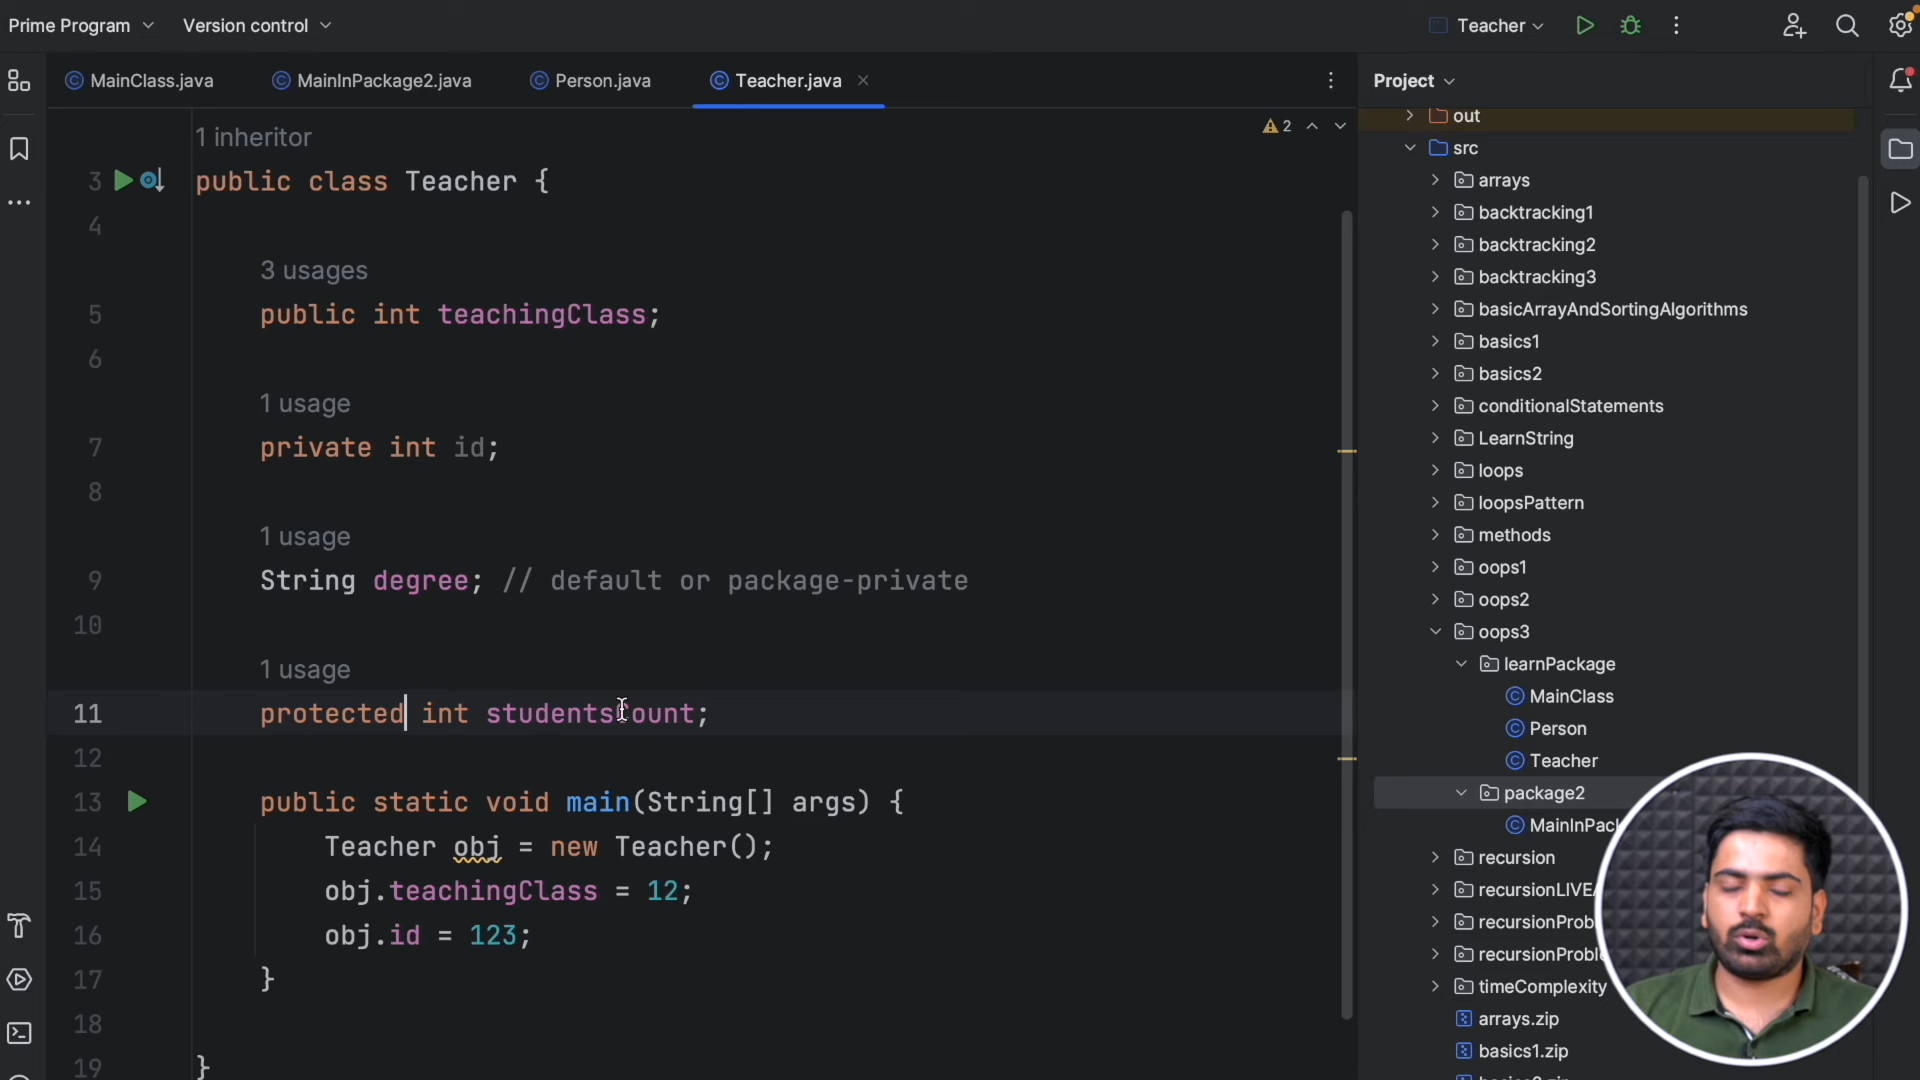 Prime Program
Version control
Teacher
MainClass.java
MainInPackage2.java
Person.java
Teacher.java
Project
2
1 inheritor
3 public class Teacher {
4
3 usages
5 public int teachingClass;
6
1 usage
7 private int id;
8
1 usage
9 String degree; // default or package-private
10
1 usage
11 protected int studentsCount;
12
13 public static void main(String[] args) {
14 Teacher obj = new Teacher();
15 obj.teachingClass = 12;
16 obj.id = 123;
17 }
18
19 }
out
src
arrays
backtracking1
backtracking2
backtracking3
basicArrayAndSortingAlgorithms
basics1
basics2
conditionalStatements
LearnString
loops
loopsPattern
methods
oops1
oops2
oops3
learnPackage
MainClass
Person
Teacher
package2
MainInPack
recursion
recursionLIVE
recursionProb
recursionProbl
timeComplexity
arrays.zip
basics1.zip